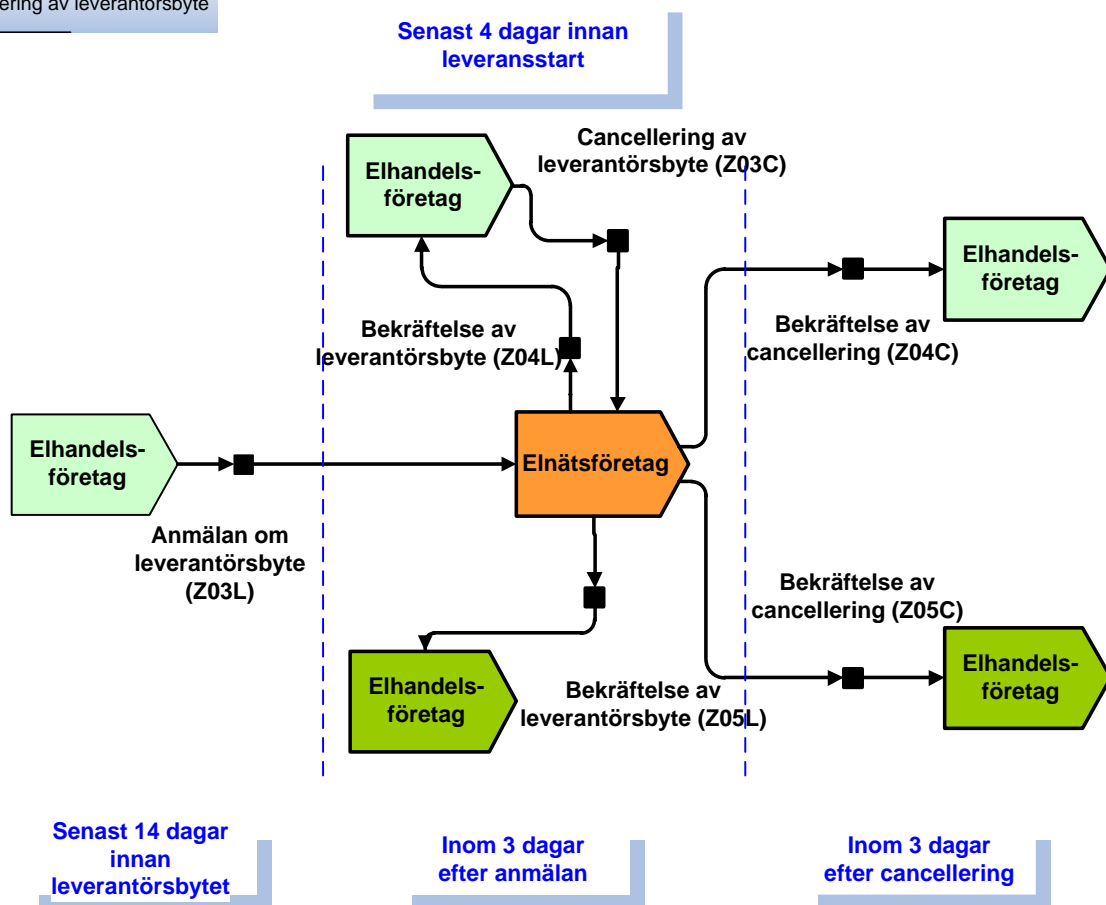 av leverantörsbyte
Senast 4 dagar innan
leveransstart
Elhandels-
företag
Cancellering av
leverantörsbyte (Z03C)
Elhandels-
företag
Bekräftelse av
leverantörsbyte (Z04L)
Bekräftelse av
cancellering (Z04C)
Elhandels-
företag
Elnätsföretag
Anmälan om
leverantörsbyte
(Z03L)
Bekräftelse av
cancellering (Z05C)
Elhandels-
företag
Bekräftelse av
leverantörsbyte (Z05L)
Elhandels-
företag
Senast 14 dagar
innan
leverantörsbytet
Inom 3 dagar
efter anmälan
Inom 3 dagar
efter cancellering